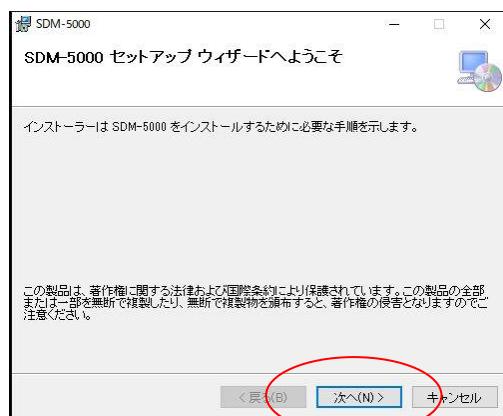 SDM-5000
SDM-5000 セットアップ ウィザードへようこそ
インストーラーは SDM-5000 をインストールするために必要な手順を示します。
この製品は、著作権に関する法律および国際条約により保護されています。この製品の全部
または一部を無断で複製したり、無断で複製物を頒布すると、著作権の侵害となりますのでご
注意ください。
< 戻る(B) 次へ(N) > キャンセル